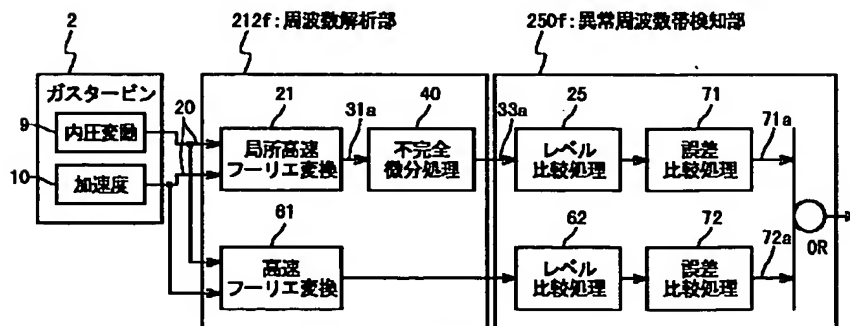 212f:周波数解析部
250f:異常周波数帯検知部
2
ガスタービン
9
内圧変動
10
加速度
20
21
局所高速
フーリエ変換
31a
40
不完全
微分処理
33a
25
レベル
比較処理
71
誤差
比較処理
71a
61
高速
フーリエ変換
62
レベル
比較処理
72
誤差
比較処理
72a
OR